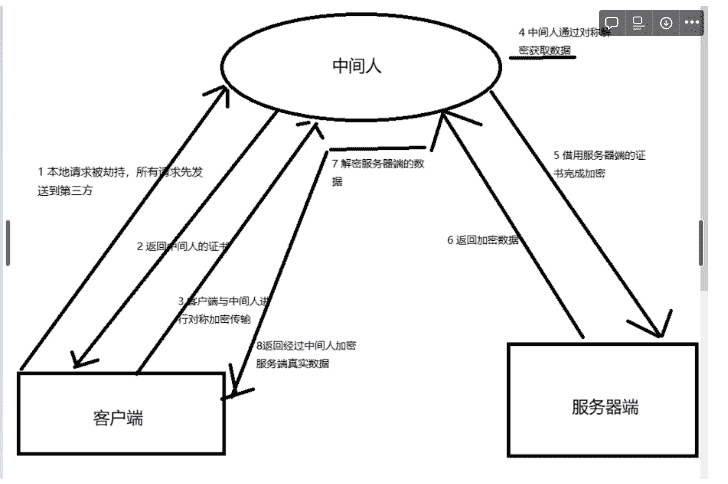 中间人
4 中间人通过对称解
密获取数据
1 本地请求被劫持，所有请求先发
送到第三方
7 解密服务器端的数
据
5 借用服务器端的证
书完成加密
2 返回中间人的证书
6 返回加密数据
3 客户端与中间人进
行对称加密传输
8返回经过中间人加密
服务端真实数据
客户端
服务器端